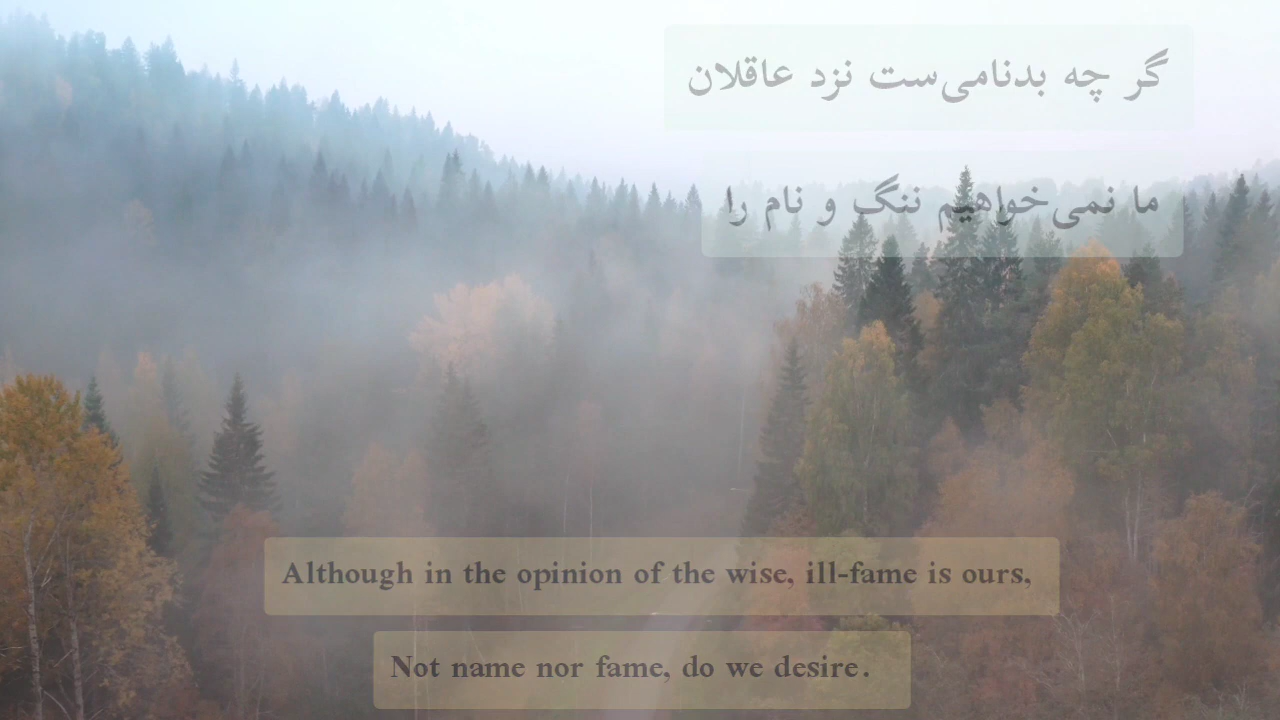 گر چه بدنامی‌ست نزد عاقلان
ما نمی‌خواهیم ننگ و نام را
Although in the opinion of the wise, ill-fame is ours,
Not name nor fame, do we desire.